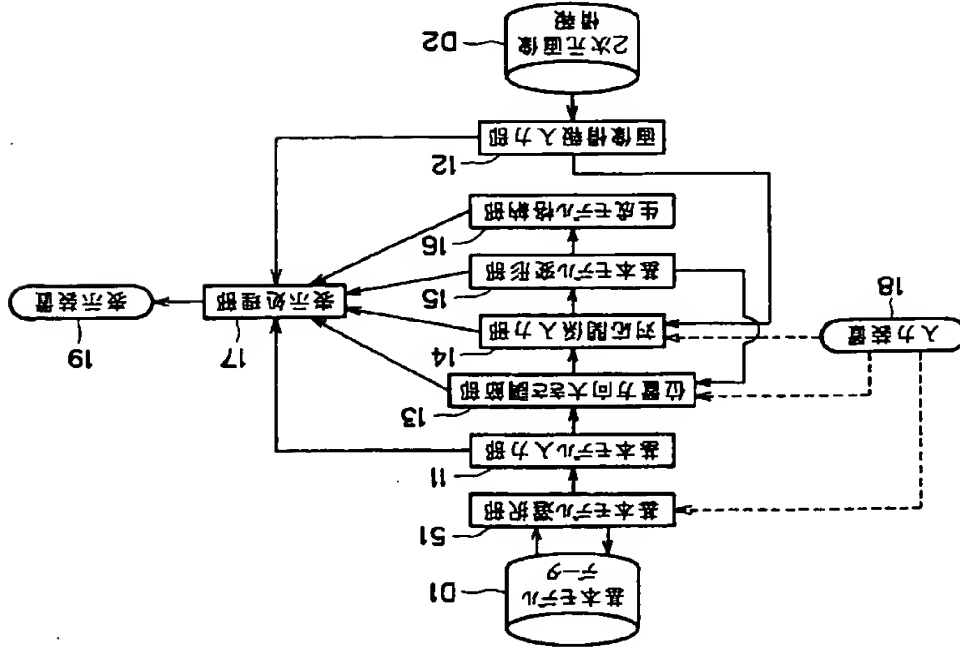 基本モデル
データ
D1
基本モデル選択部
51
基本モデル入力部
11
位置方向大きさ調節部
13
対応関係入力部
14
基本モデル変形部
15
生成モデル格納部
16
画像情報入力部
12
2次元画像
情報
D2
入力装置
18
表示処理部
17
表示装置
19